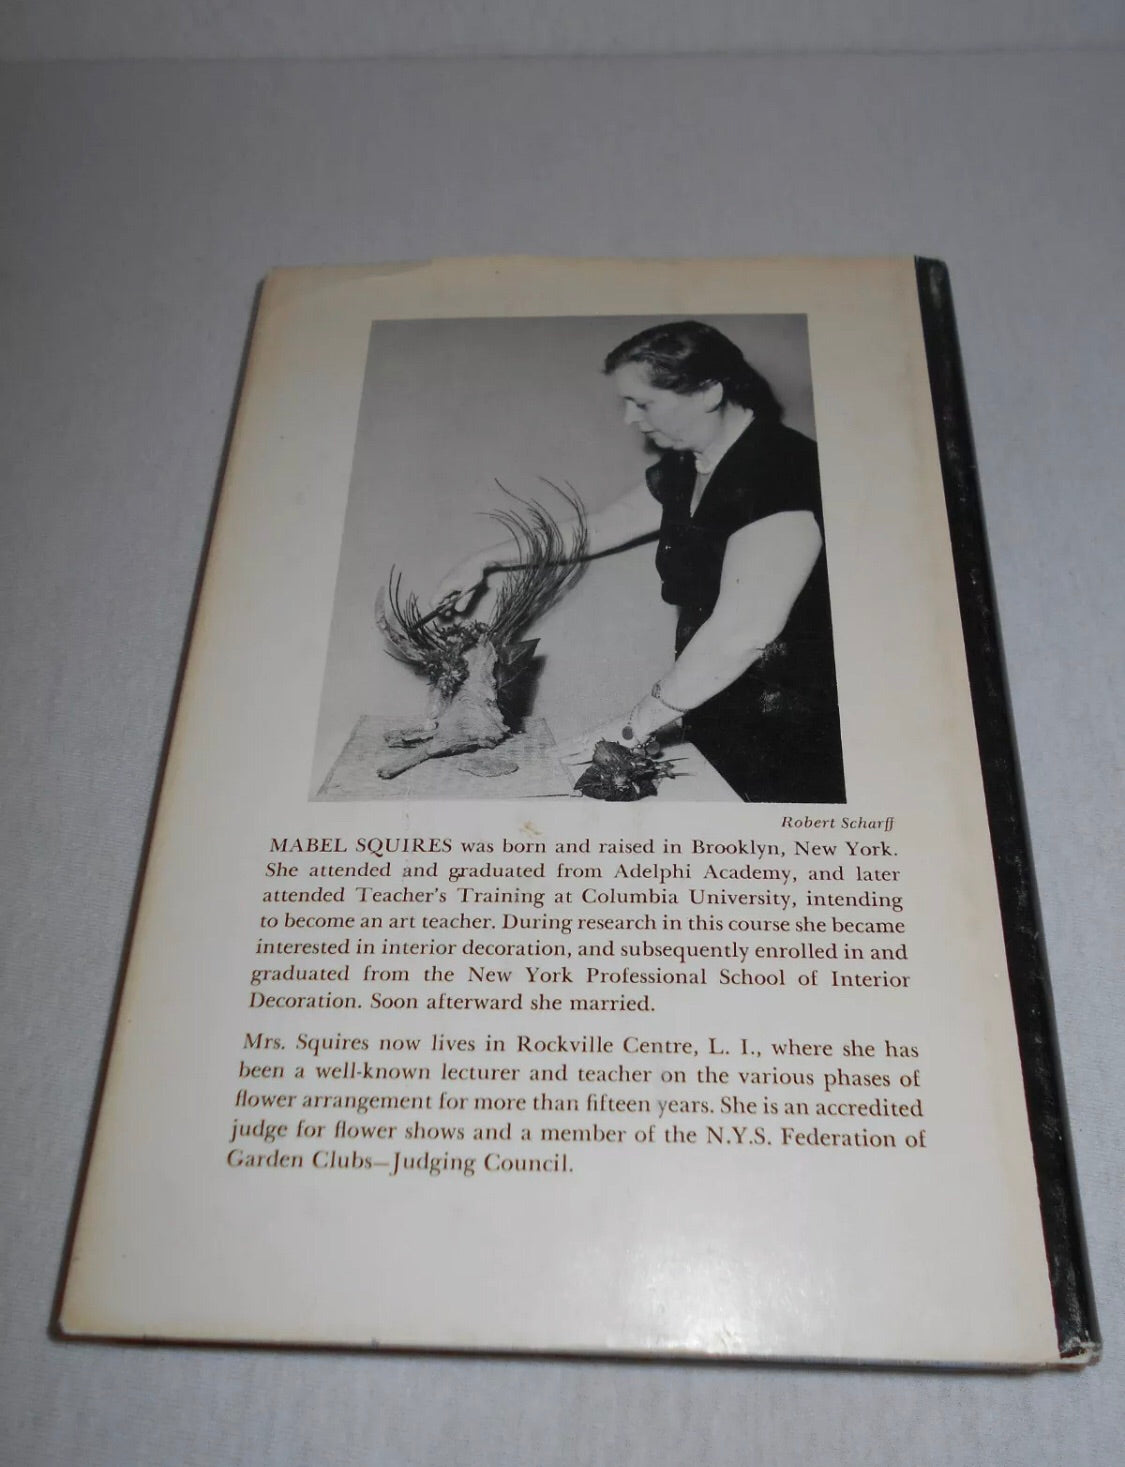 Robert Scharff
MABEL SQUIRES was born and raised in Brooklyn, New York.
She attended and graduated from Adelphi Academy, and later
attended Teacher's Training at Columbia University, intending
to become an art teacher. During research in this course she became
interested in interior decoration, and subsequently enrolled in and
graduated from the New York Professional School of Interior
Decoration. Soon afterward she married.
Mrs. Squires now lives in Rockville Centre, L. I., where she has
been a well-known lecturer and teacher on the various phases of
flower arrangement for more than fifteen years. She is an accredited
judge for flower shows and a member of the N.Y.S. Federation of
Garden Clubs—Judging Council.